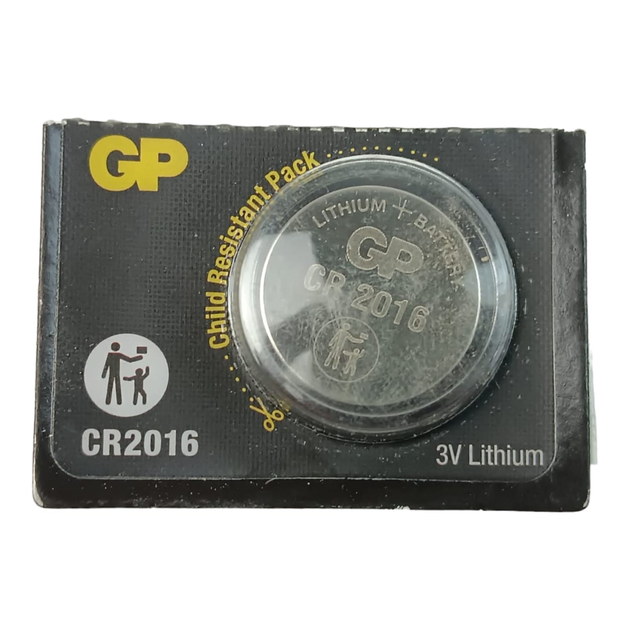 GP
Child Resistant Pack
LITHIUM + BATTERY
GP
CR 2016
CR2016
3V Lithium